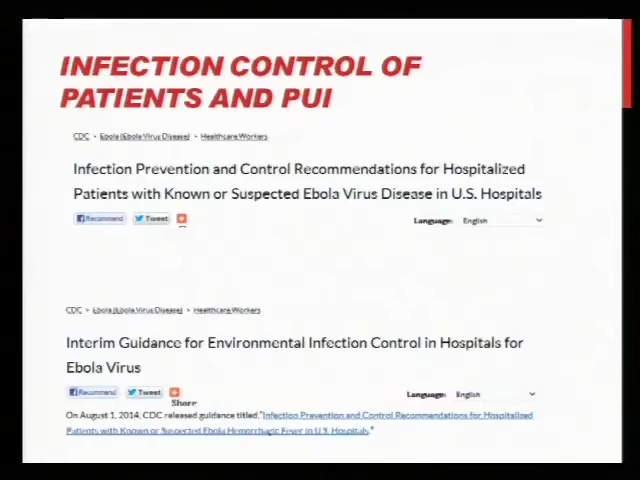 INFECTION CONTROL OF
PATIENTS AND PUI
CDC > Ebola (Ebola Virus Disease) > Healthcare Workers
Infection Prevention and Control Recommendations for Hospitalized
Patients with Known or Suspected Ebola Virus Disease in U.S. Hospitals
Recommend Tweet Language: English
CDC > Ebola (Ebola Virus Disease) > Healthcare Workers
Interim Guidance for Environmental Infection Control in Hospitals for
Ebola Virus
Recommend Tweet Language: English
Share
On August 1, 2014, CDC released guidance titled,"Infection Prevention and Control Recommendations for Hospitalized
Patients with Known or Suspected Ebola Hemorrhagic Fever in U.S. Hospitals."